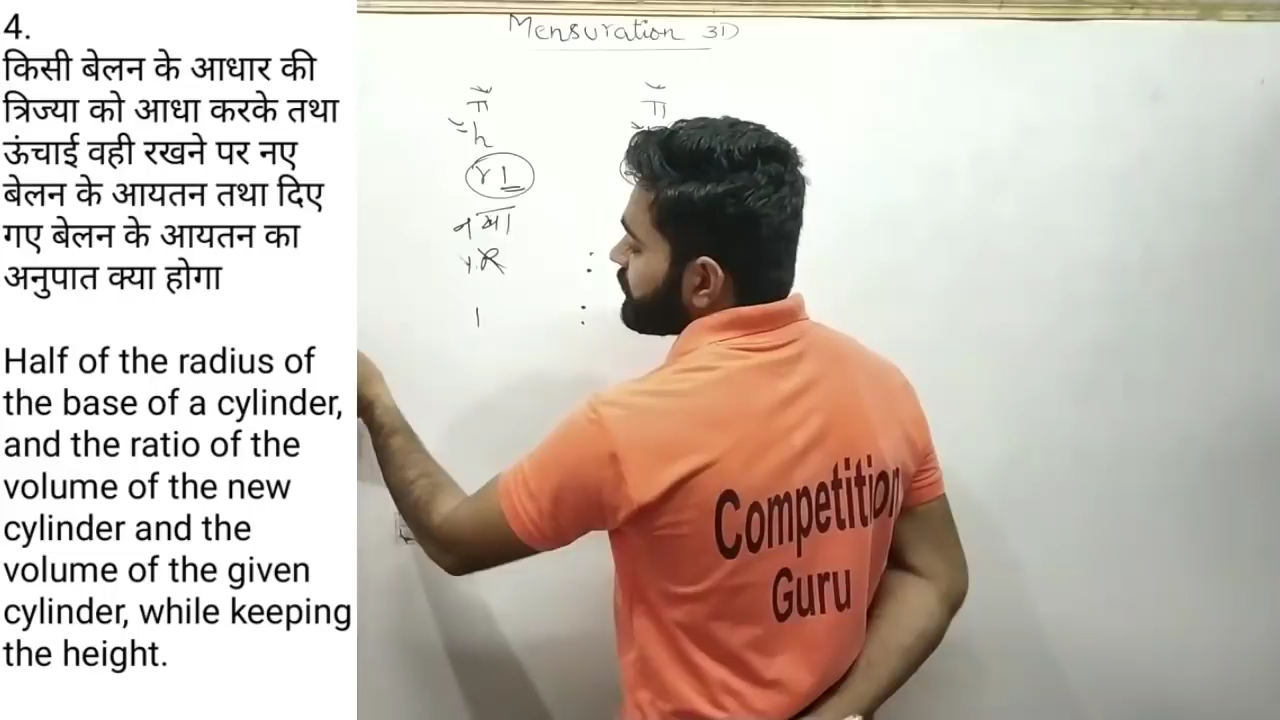 4.
किसी बेलन के आधार की
त्रिज्या को आधा करके तथा
ऊंचाई वही रखने पर नए
बेलन के आयतन तथा दिए
गए बेलन के आयतन का
अनुपात क्या होगा
Half of the radius of
the base of a cylinder,
and the ratio of the
volume of the new
cylinder and the
volume of the given
cylinder, while keeping
the height.
Mensuration 3D
π π
h
r 1
:
1 :
Competition
Guru